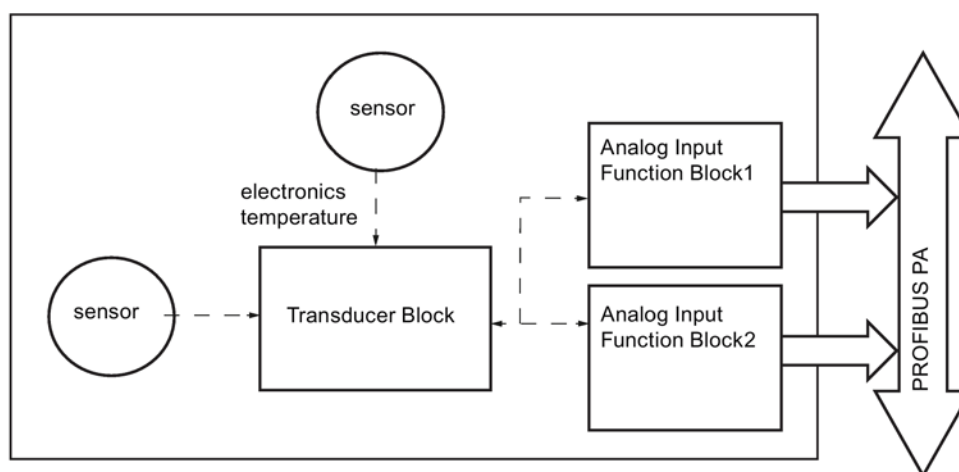 sensor
electronics
temperature
Analog Input
Function Block1
sensor
Transducer Block
Analog Input
Function Block2
PROFIBUS PA